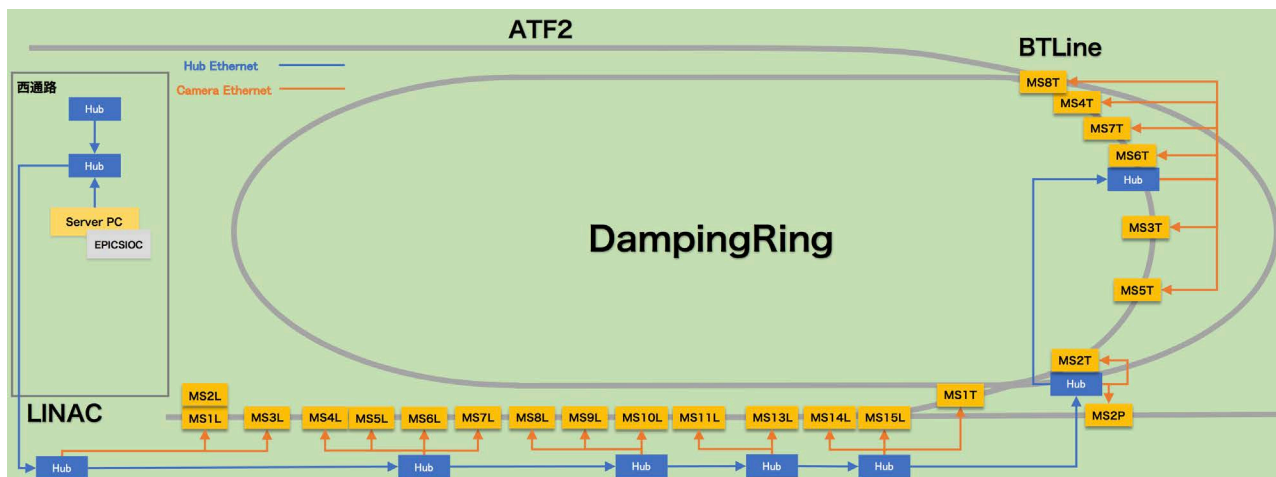 ATF2
BTLine
西通路
Hub Ethernet
Camera Ethernet
Hub
Hub
Server PC
EPICSIOC
MS8T
MS4T
MS7T
MS6T
Hub
MS3T
MS5T
DampingRing
MS2T
Hub
MS2P
LINAC
MS2L
MS1L
MS3L
MS4L
MS5L
MS6L
MS7L
MS8L
MS9L
MS10L
MS11L
MS13L
MS14L
MS15L
MS1T
Hub
Hub
Hub
Hub
Hub